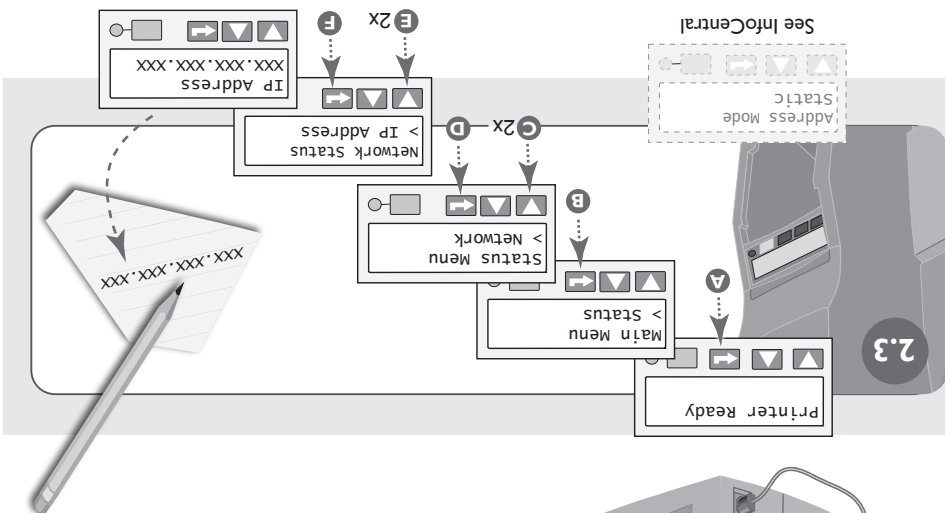 2.3
Printer Ready
A
Main Menu
> Status
B
Status Menu
> Network
C 2x
D
Network Status
> IP Address
E 2x
F
IP Address
xxx.xxx.xxx.xxx
xxx.xxx.xxx.xxx
Address Mode
Static
See InfoCentral